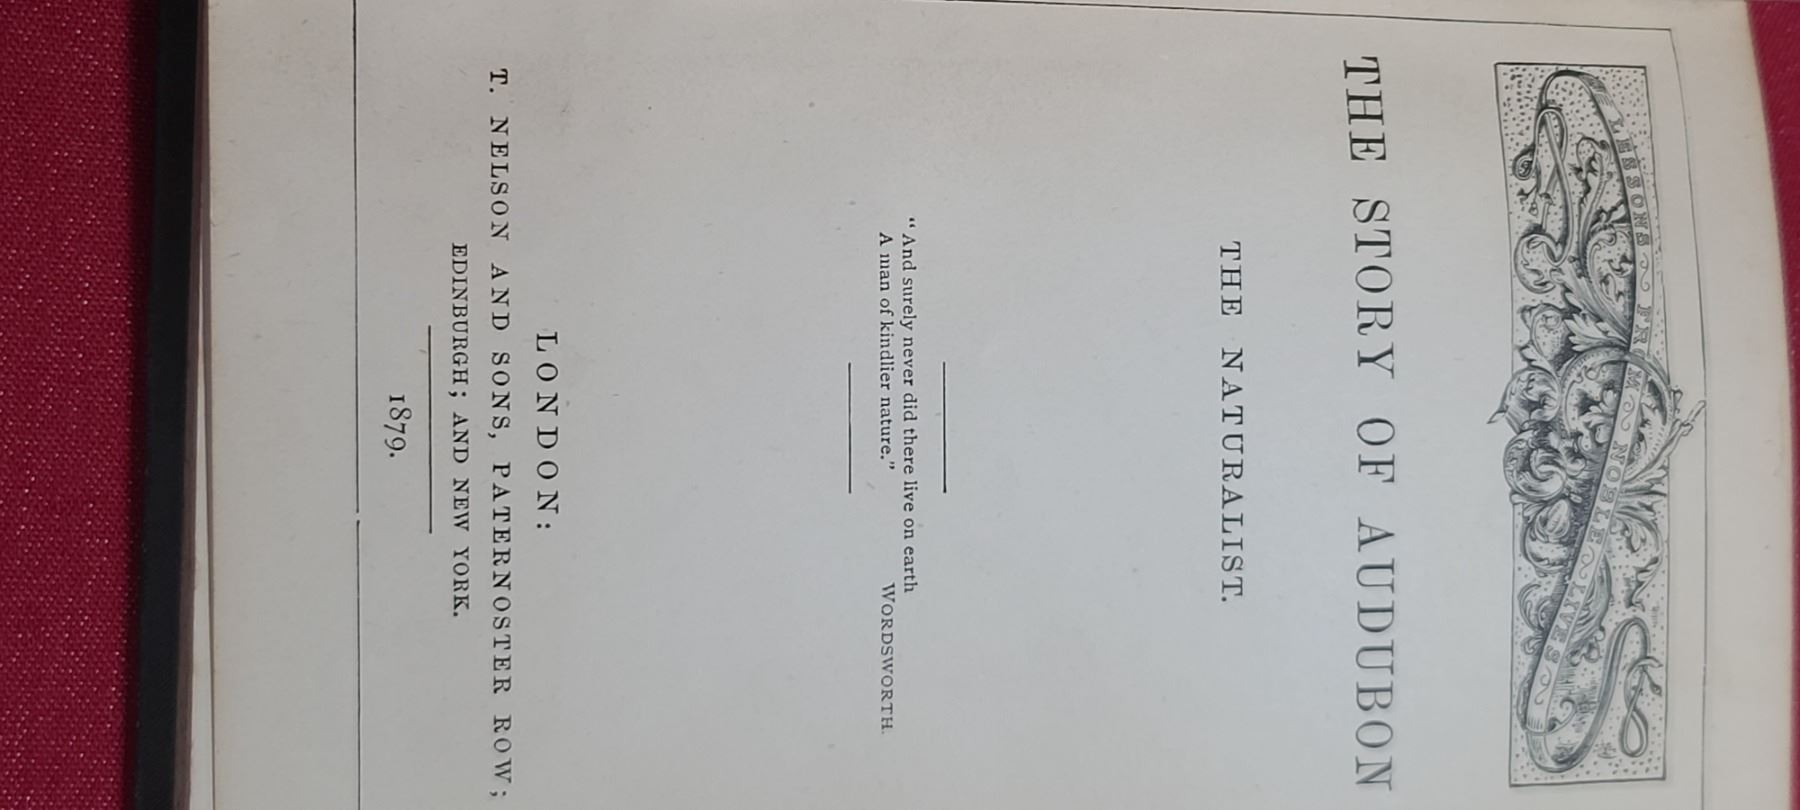 LESSONS FROM NOBLE LIVES
THE STORY OF AUDUBON
THE NATURALIST.
"And surely never did there live on earth
A man of kindlier nature."
WORDSWORTH.
LONDON:
T. NELSON AND SONS, PATERNOSTER ROW;
EDINBURGH; AND NEW YORK.
1879.